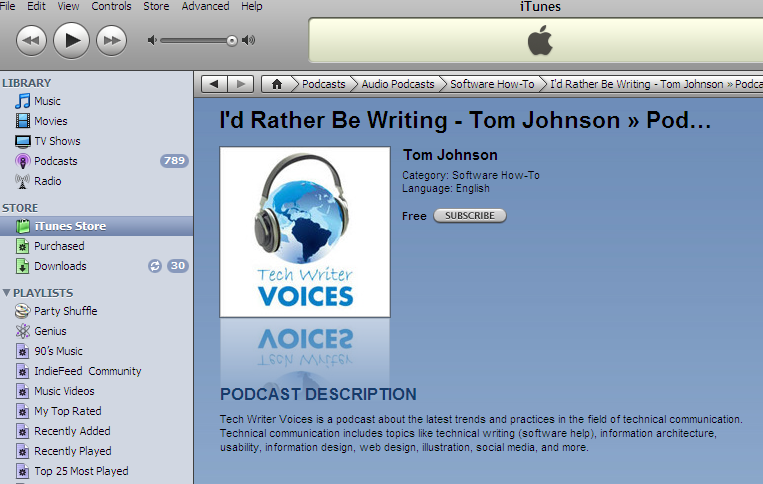 File Edit View Controls Store Advanced Help
iTunes
LIBRARY
Music
Movies
TV Shows
Podcasts 789
Radio
STORE
iTunes Store
Purchased
Downloads 30
PLAYLISTS
Party Shuffle
Genius
90's Music
IndieFeed Community
Music Videos
My Top Rated
Recently Added
Recently Played
Top 25 Most Played
Podcasts Audio Podcasts Software How-To I'd Rather Be Writing - Tom Johnson » Podca
I'd Rather Be Writing - Tom Johnson » Pod...
Tech Writer
VOICES
Tom Johnson
Category: Software How-To
Language: English
Free SUBSCRIBE
VOICES
Tech Writer
PODCAST DESCRIPTION
Tech Writer Voices is a podcast about the latest trends and practices in the field of technical communication.
Technical communication includes topics like technical writing (software help), information architecture,
usability, information design, web design, illustration, social media, and more.